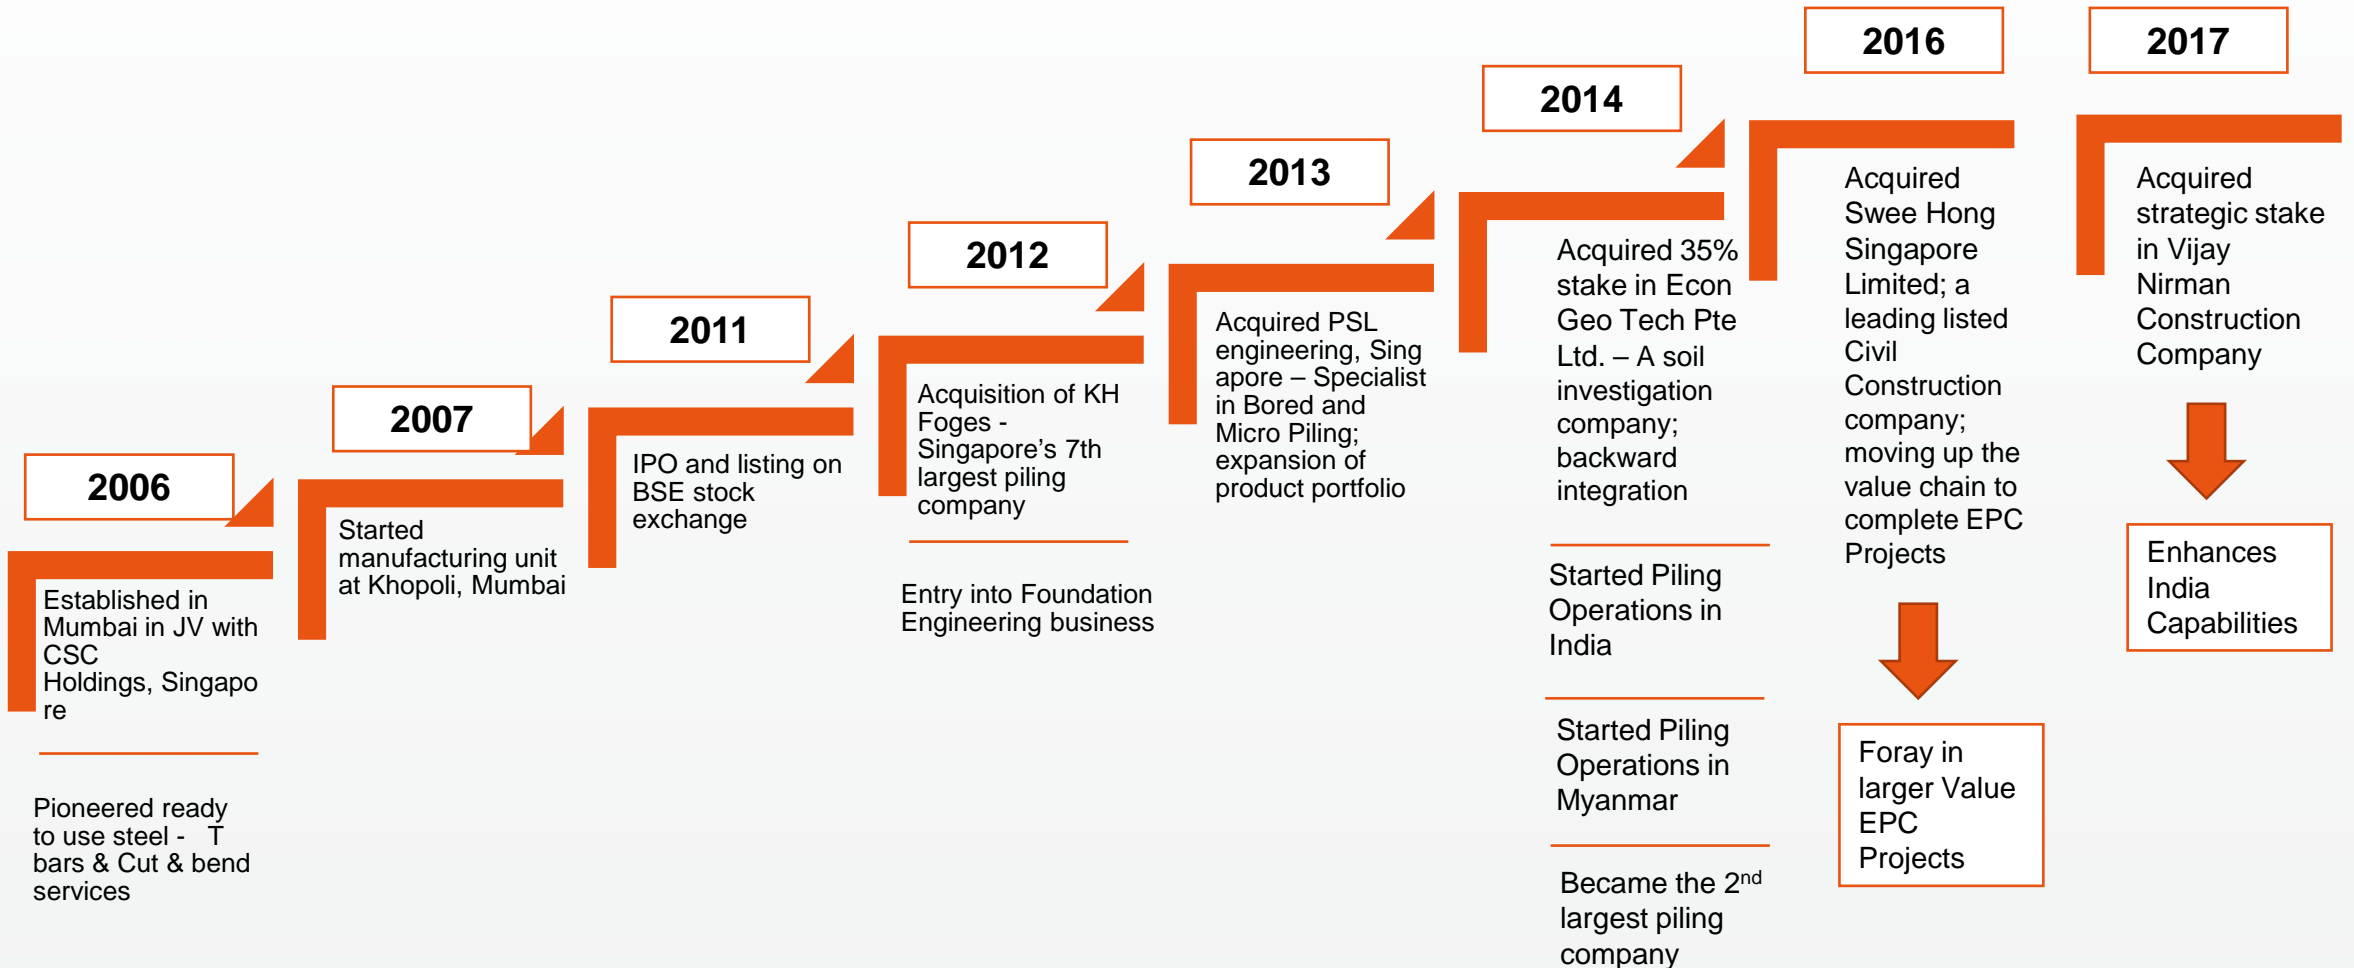 2006
Established in
Mumbai in JV with
CSC
Holdings, Singapo
re
Pioneered ready
to use steel - T
bars & Cut & bend
services
2007
Started
manufacturing unit
at Khopoli, Mumbai
2011
IPO and listing on
BSE stock
exchange
2012
Acquisition of KH
Foges -
Singapore’s 7th
largest piling
company
Entry into Foundation
Engineering business
2013
Acquired PSL
engineering, Sing
apore – Specialist
in Bored and
Micro Piling;
expansion of
product portfolio
2014
Acquired 35%
stake in Econ
Geo Tech Pte
Ltd. – A soil
investigation
company;
backward
integration
Started Piling
Operations in
India
Started Piling
Operations in
Myanmar
Became the 2nd
largest piling
company
2016
Acquired
Swee Hong
Singapore
Limited; a
leading listed
Civil
Construction
company;
moving up the
value chain to
complete EPC
Projects
Foray in
larger Value
EPC
Projects
2017
Acquired
strategic stake
in Vijay
Nirman
Construction
Company
Enhances
India
Capabilities